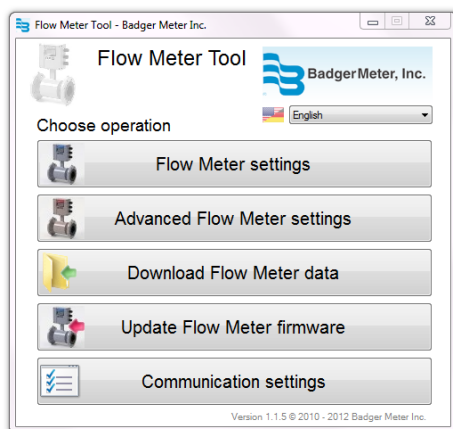 Flow Meter Tool - Badger Meter Inc.
Flow Meter Tool
BadgerMeter, Inc.
English
Choose operation
Flow Meter settings
Advanced Flow Meter settings
Download Flow Meter data
Update Flow Meter firmware
Communication settings
Version 1.1.5 © 2010 - 2012 Badger Meter Inc.